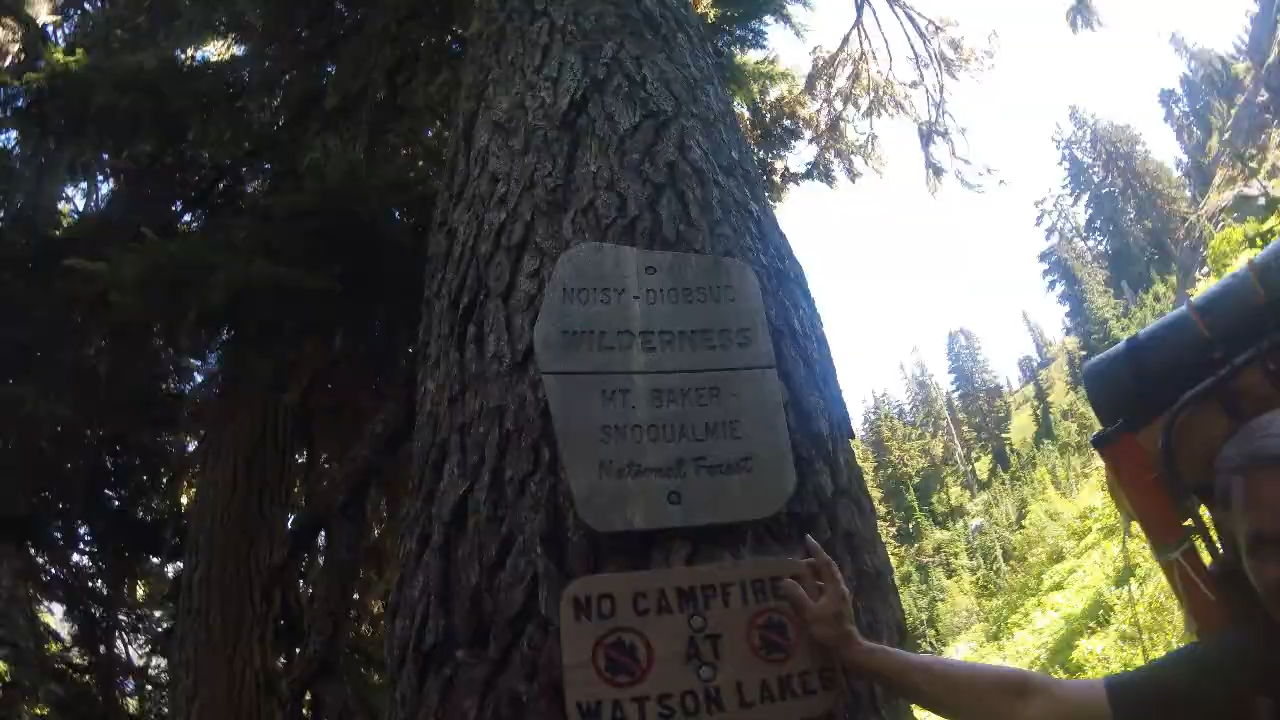 NOISY - DIOBSUD
WILDERNESS
MT. BAKER -
SNOQUALMIE
National Forest
NO CAMPFIRE
AT
WATSON LAKES